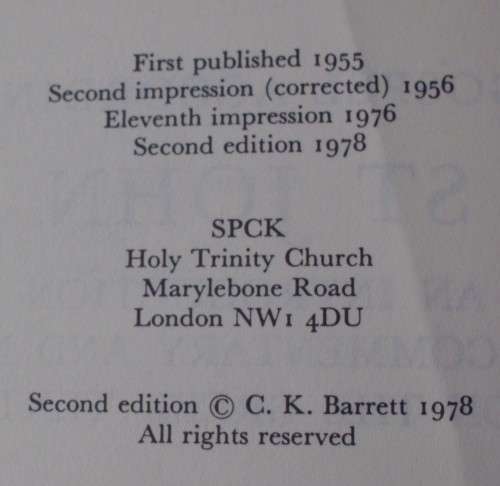 First published 1955
Second impression (corrected) 1956
Eleventh impression 1976
Second edition 1978
SPCK
Holy Trinity Church
Marylebone Road
London NW1 4DU
Second edition © C. K. Barrett 1978
All rights reserved